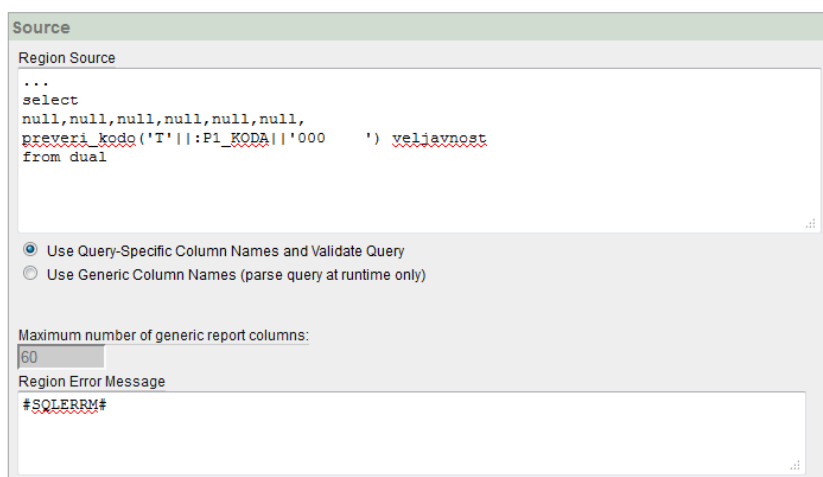 Source
Region Source
...
select
null,null,null,null,null,null,
preveri_kodo('T'||:P1_KODA||'000     ') veljavnost
from dual
Use Query-Specific Column Names and Validate Query
Use Generic Column Names (parse query at runtime only)
Maximum number of generic report columns:
60
Region Error Message
#SQLERRM#